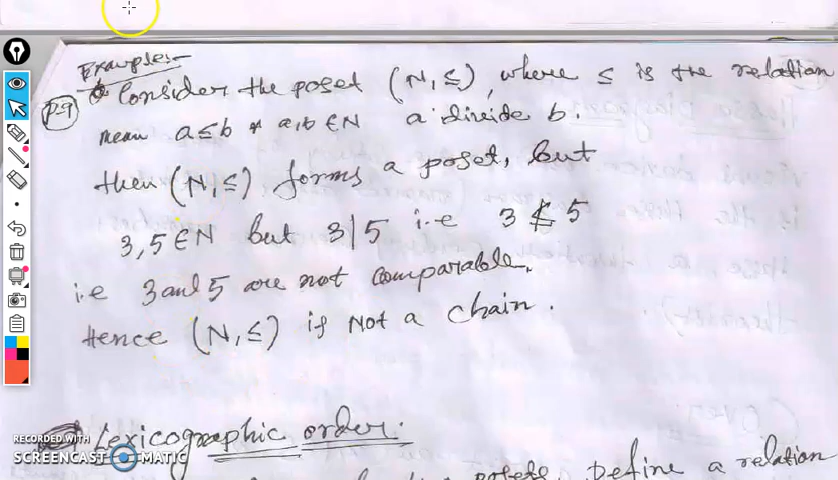 Examples:-
P-9 Consider the poset (N, ≤), where ≤ is the relation
mean a≤b ∀ a,b ∈N a divide b.
then (N, ≤) forms a poset, but
3,5 ∈N but 3|5 i.e 3 ≰ 5
i.e 3 and 5 are not comparable,
Hence (N, ≤) is Not a chain.
Lexicographic order:
posets, Define a relation
RECORDED WITH
SCREENCAST MATIC